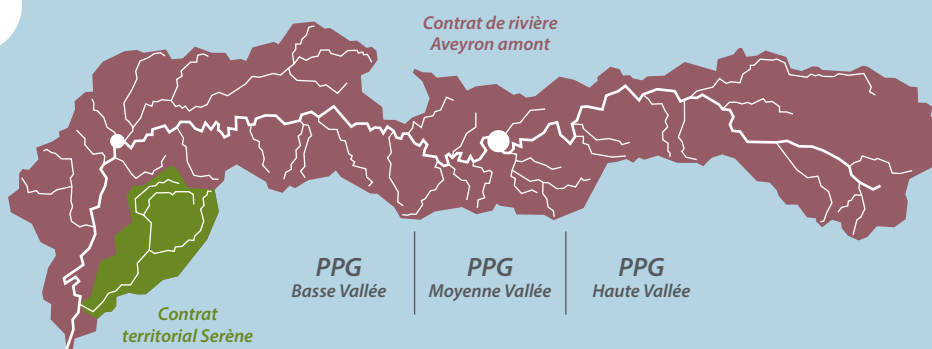 Contrat de rivière
Aveyron amont
PPG
Basse Vallée
PPG
Moyenne Vallée
PPG
Haute Vallée
Contrat
territorial Serène